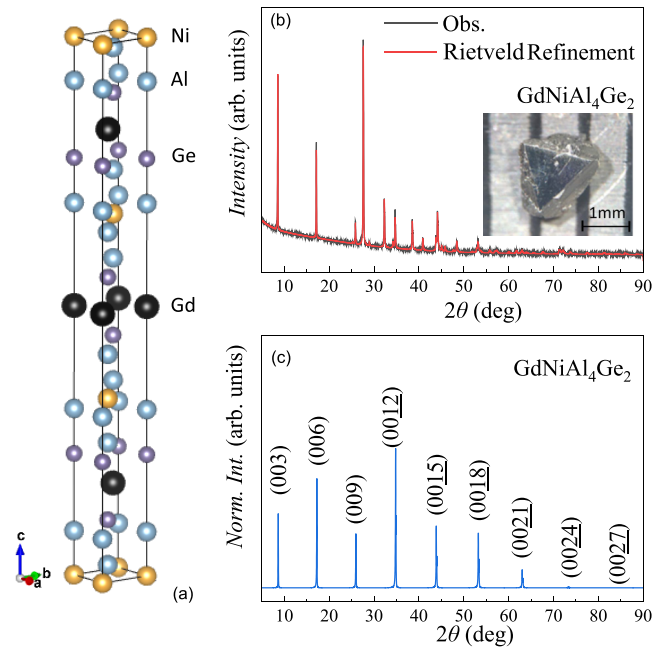 Ni
Al
Ge
Gd
c
b
a
(a)
(b)
Obs.
Rietveld Refinement
GdNiAl₄Ge₂
1mm
Intensity (arb. units)
10 20 30 40 50 60 70 80 90
2θ (deg)
(c)
GdNiAl₄Ge₂
(003)
(006)
(009)
(0012)
(0015)
(0018)
(0021)
(0024)
(0027)
Norm. Int. (arb. units)
10 20 30 40 50 60 70 80 90
2θ (deg)